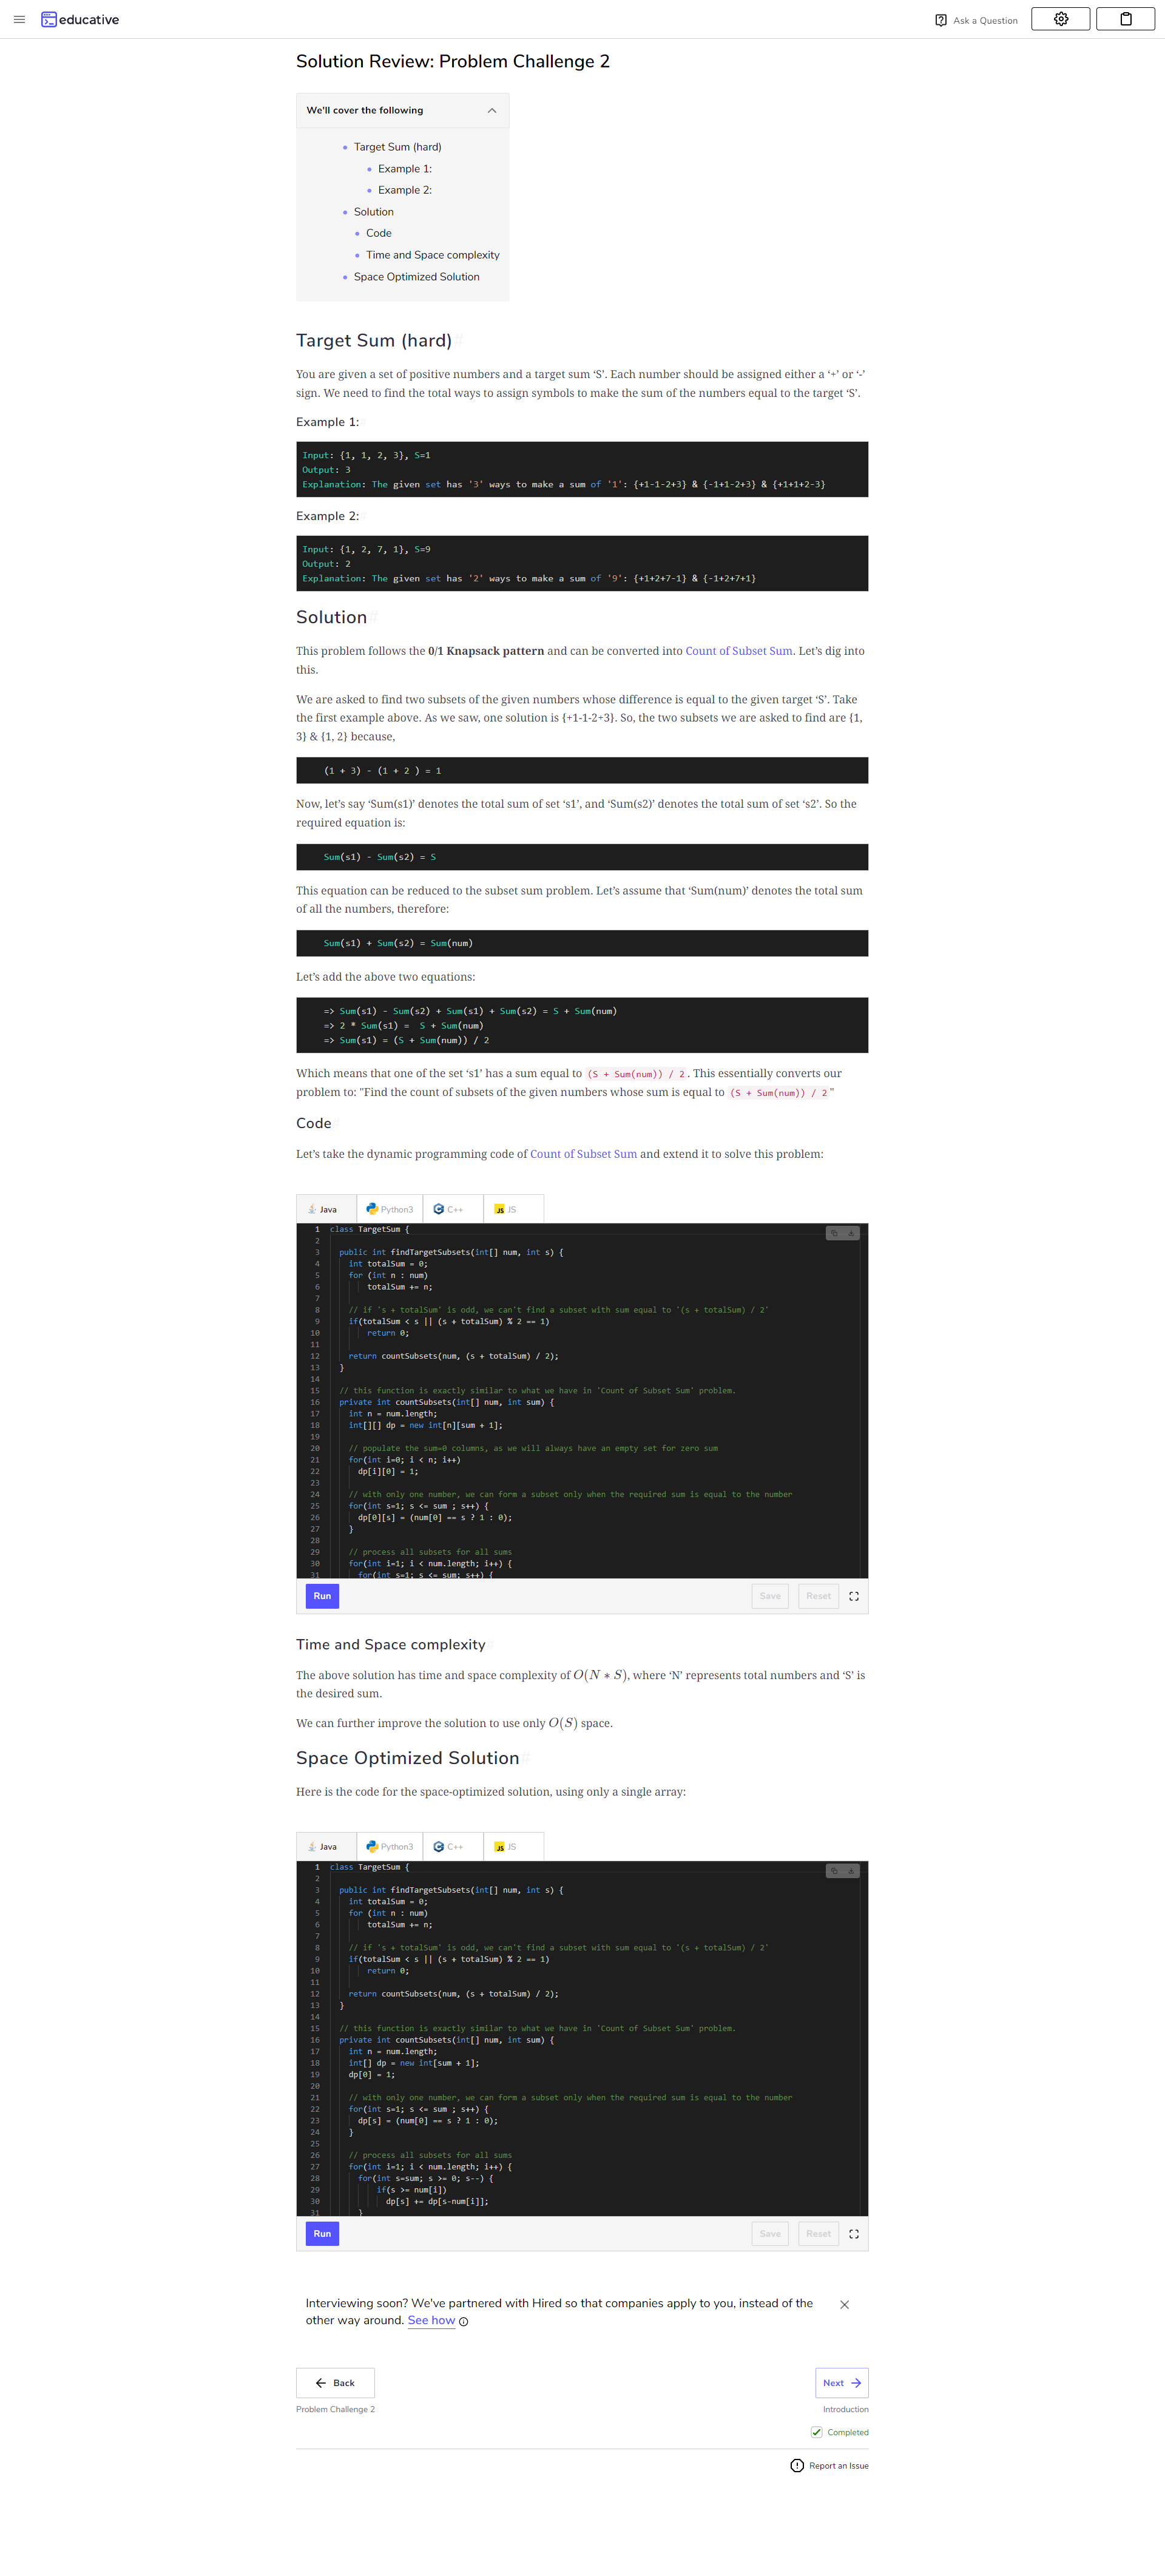 educative
Ask a Question
Solution Review: Problem Challenge 2
We'll cover the following
Target Sum (hard)
Example 1:
Example 2:
Solution
Code
Time and Space complexity
Space Optimized Solution
Target Sum (hard)
You are given a set of positive numbers and a target sum ‘S’. Each number should be assigned either a ‘+’ or ‘-’
sign. We need to find the total ways to assign symbols to make the sum of the numbers equal to the target ‘S’.
Example 1:
Input: {1, 1, 2, 3}, S=1
Output: 3
Explanation: The given set has '3' ways to make a sum of '1': {+1-1-2+3} & {-1+1-2+3} & {+1+1+2-3}
Example 2:
Input: {1, 2, 7, 1}, S=9
Output: 2
Explanation: The given set has '2' ways to make a sum of '9': {+1+2+7-1} & {-1+2+7+1}
Solution#
This problem follows the 0/1 Knapsack pattern and can be converted into Count of Subset Sum. Let’s dig into
this.
We are asked to find two subsets of the given numbers whose difference is equal to the given target ‘S’. Take
the first example above. As we saw, one solution is {+1-1-2+3}. So, the two subsets we are asked to find are {1,
3} & {1, 2} because,
(1 + 3) - (1 + 2 ) = 1
Now, let’s say ‘Sum(s1)’ denotes the total sum of set ‘s1’, and ‘Sum(s2)’ denotes the total sum of set ‘s2’. So the
required equation is:
Sum(s1) - Sum(s2) = S
This equation can be reduced to the subset sum problem. Let’s assume that ‘Sum(num)’ denotes the total sum
of all the numbers, therefore:
Sum(s1) + Sum(s2) = Sum(num)
Let’s add the above two equations:
=> Sum(s1) - Sum(s2) + Sum(s1) + Sum(s2) = S + Sum(num)
=> 2 * Sum(s1) =  S + Sum(num)
=> Sum(s1) = (S + Sum(num)) / 2
Which means that one of the set ‘s1’ has a sum equal to (S + Sum(num)) / 2. This essentially converts our
problem to: "Find the count of subsets of the given numbers whose sum is equal to (S + Sum(num)) / 2"
Code
Let’s take the dynamic programming code of Count of Subset Sum and extend it to solve this problem:
Java Python3 C++ JS
1 class TargetSum {
2
3 public int findTargetSubsets(int[] num, int s) {
4 int totalSum = 0;
5 for (int n : num)
6 totalSum += n;
7
8 // if 's + totalSum' is odd, we can't find a subset with sum equal to '(s + totalSum) / 2'
9 if(totalSum < s || (s + totalSum) % 2 == 1)
10 return 0;
11
12 return countSubsets(num, (s + totalSum) / 2);
13 }
14
15 // this function is exactly similar to what we have in 'Count of Subset Sum' problem.
16 private int countSubsets(int[] num, int sum) {
17 int n = num.length;
18 int[][] dp = new int[n][sum + 1];
19
20 // populate the sum=0 columns, as we will always have an empty set for zero sum
21 for(int i=0; i < n; i++)
22 dp[i][0] = 1;
23
24 // with only one number, we can form a subset only when the required sum is equal to the number
25 for(int s=1; s <= sum ; s++) {
26 dp[0][s] = (num[0] == s ? 1 : 0);
27 }
28
29 // process all subsets for all sums
30 for(int i=1; i < num.length; i++) {
31 for(int s=1; s <= sum; s++) {
Run Save Reset
Time and Space complexity
The above solution has time and space complexity of O(N ∗ S), where ‘N’ represents total numbers and ‘S’ is
the desired sum.
We can further improve the solution to use only O(S) space.
Space Optimized Solution#
Here is the code for the space-optimized solution, using only a single array:
Java Python3 C++ JS
1 class TargetSum {
2
3 public int findTargetSubsets(int[] num, int s) {
4 int totalSum = 0;
5 for (int n : num)
6 totalSum += n;
7
8 // if 's + totalSum' is odd, we can't find a subset with sum equal to '(s + totalSum) / 2'
9 if(totalSum < s || (s + totalSum) % 2 == 1)
10 return 0;
11
12 return countSubsets(num, (s + totalSum) / 2);
13 }
14
15 // this function is exactly similar to what we have in 'Count of Subset Sum' problem.
16 private int countSubsets(int[] num, int sum) {
17 int n = num.length;
18 int[] dp = new int[sum + 1];
19 dp[0] = 1;
20
21 // with only one number, we can form a subset only when the required sum is equal to the number
22 for(int s=1; s <= sum ; s++) {
23 dp[s] = (num[0] == s ? 1 : 0);
24 }
25
26 // process all subsets for all sums
27 for(int i=1; i < num.length; i++) {
28 for(int s=sum; s >= 0; s--) {
29 if(s >= num[i])
30 dp[s] += dp[s-num[i]];
31 }
Run Save Reset
Interviewing soon? We've partnered with Hired so that companies apply to you, instead of the
other way around. See how
Back Next
Problem Challenge 2 Introduction
Completed
Report an Issue